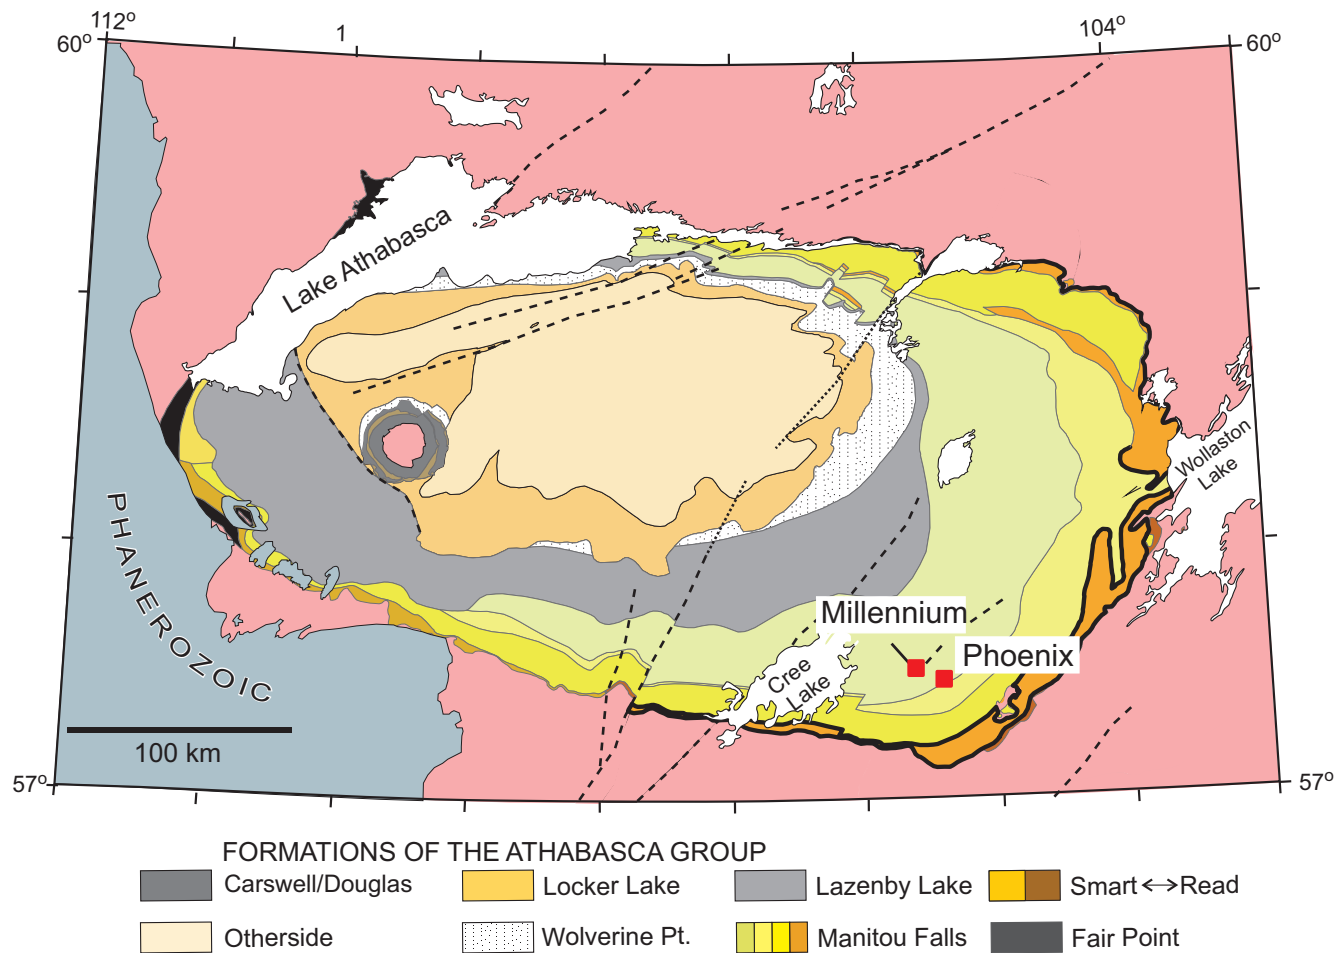 112° 1 104°
60° 60°
Lake Athabasca
Wollaston
Lake
PHANEROZOIC
Millennium
Phoenix
Cree
Lake
100 km
57° 57°
FORMATIONS OF THE ATHABASCA GROUP
Carswell/Douglas Locker Lake Lazenby Lake Smart ↔ Read
Otherside Wolverine Pt. Manitou Falls Fair Point